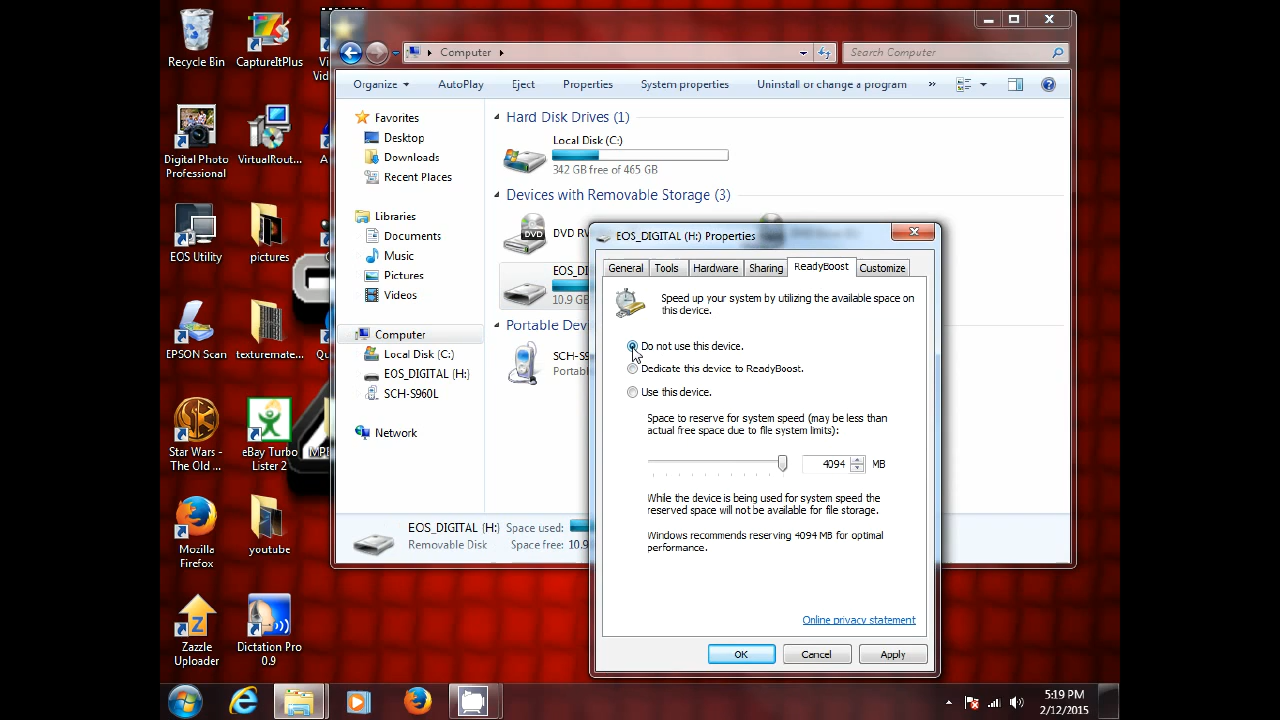 Recycle Bin
CaptureItPlus
Digital Photo
Professional
VirtualRout...
EOS Utility
pictures
EPSON Scan
texturemate...
Star Wars -
The Old ...
eBay Turbo
Lister 2
Mozilla
Firefox
youtube
Zazzle
Uploader
Dictation Pro
0.9
Computer
Search Computer
Organize
AutoPlay
Eject
Properties
System properties
Uninstall or change a program
»
Favorites
Desktop
Downloads
Recent Places
Libraries
Documents
Music
Pictures
Videos
Computer
Local Disk (C:)
EOS_DIGITAL (H:)
SCH-S960L
Network
Hard Disk Drives (1)
Local Disk (C:)
342 GB free of 465 GB
Devices with Removable Storage (3)
DVD
DVD RW
EOS_DI
10.9 G
Portable Dev
SCH-S9
Portabl
EOS_DIGITAL (H:) Space used:
Removable Disk Space free: 10.9
EOS_DIGITAL (H:) Properties
General
Tools
Hardware
Sharing
ReadyBoost
Customize
Speed up your system by utilizing the available space on
this device.
Do not use this device.
Dedicate this device to ReadyBoost.
Use this device.
Space to reserve for system speed (may be less than
actual free space due to file system limits):
4094 MB
While the device is being used for system speed the
reserved space will not be available for file storage.
Windows recommends reserving 4094 MB for optimal
performance.
Online privacy statement
OK
Cancel
Apply
5:19 PM
2/12/2015